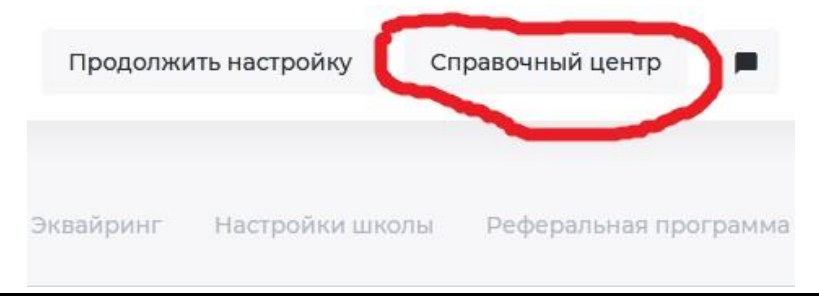 Продолжить настройку Справочный центр
Эквайринг Настройки школы Реферальная программа